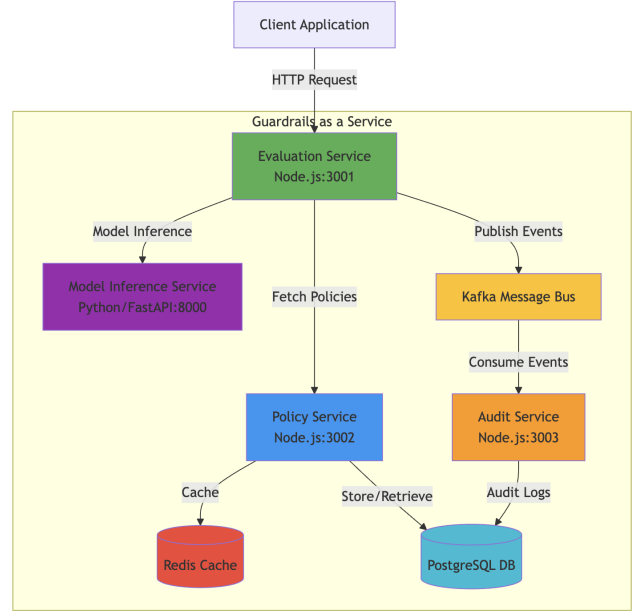 Client Application
HTTP Request
Guardrails as a Service
Evaluation Service
Node.js:3001
Model Inference
Publish Events
Model Inference Service
Python/FastAPI:8000
Fetch Policies
Kafka Message Bus
Consume Events
Policy Service
Node.js:3002
Audit Service
Node.js:3003
Cache
Store/Retrieve
Audit Logs
Redis Cache
PostgreSQL DB